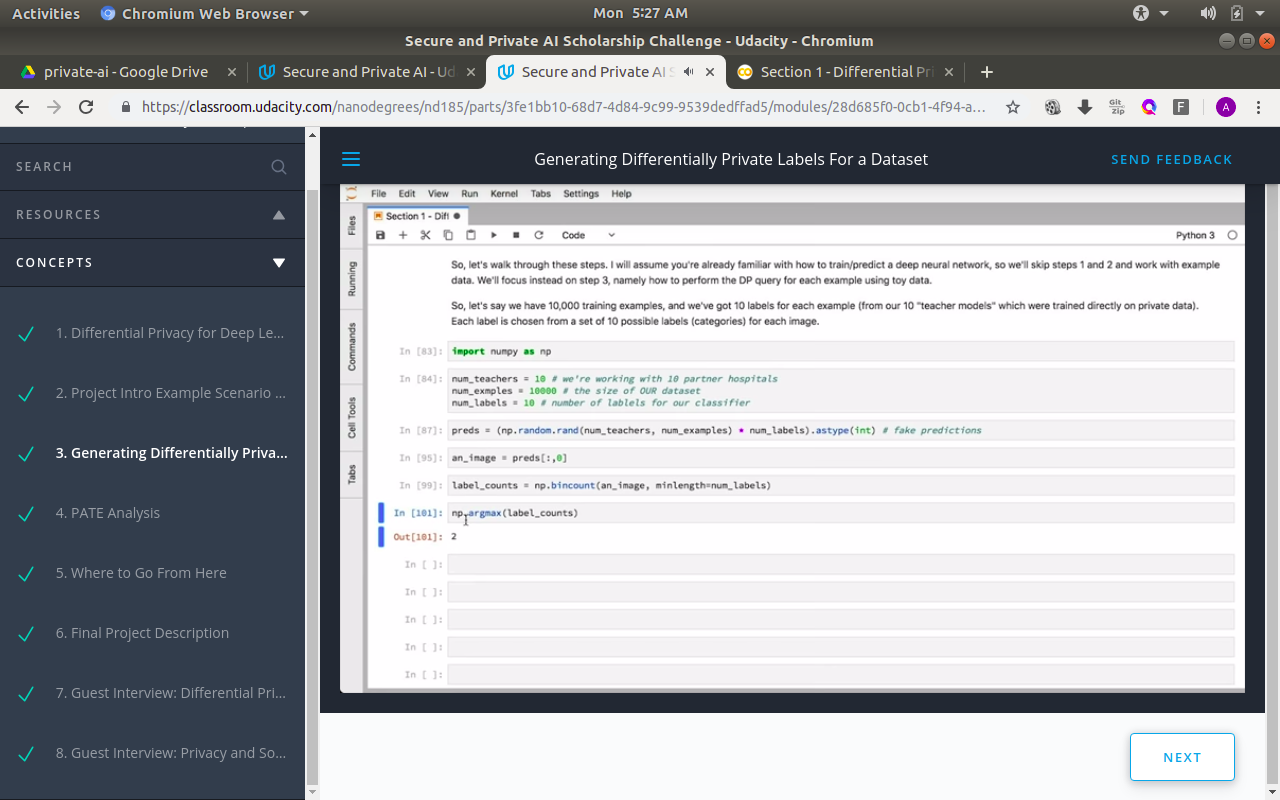 Activities
Chromium Web Browser
Mon 5:27 AM
Secure and Private AI Scholarship Challenge - Udacity - Chromium
private-ai - Google Drive
Secure and Private AI - Ud
Secure and Private AI S
Section 1 - Differential Pri
https://classroom.udacity.com/nanodegrees/nd185/parts/3fe1bb10-68d7-4d84-9c99-9539dedffad5/modules/28d685f0-0cb1-4f94-a...
Git
Zip
F
A
SEARCH
RESOURCES
CONCEPTS
1. Differential Privacy for Deep Le...
2. Project Intro Example Scenario ...
3. Generating Differentially Priva...
4. PATE Analysis
5. Where to Go From Here
6. Final Project Description
7. Guest Interview: Differential Pri...
8. Guest Interview: Privacy and So...
Generating Differentially Private Labels For a Dataset
SEND FEEDBACK
File Edit View Run Kernel Tabs Settings Help
Files
Running
Commands
Cell Tools
Tabs
Section 1 - Diff
Code
Python 3
So, let's walk through these steps. I will assume you're already familiar with how to train/predict a deep neural network, so we'll skip steps 1 and 2 and work with example
data. We'll focus instead on step 3, namely how to perform the DP query for each example using toy data.
So, let's say we have 10,000 training examples, and we've got 10 labels for each example (from our 10 "teacher models" which were trained directly on private data).
Each label is chosen from a set of 10 possible labels (categories) for each image.
In [83]: import numpy as np
In [84]: num_teachers = 10 # we're working with 10 partner hospitals
num_exmples = 10000 # the size of OUR dataset
num_labels = 10 # number of lablels for our classifier
In [87]: preds = (np.random.rand(num_teachers, num_examples) * num_labels).astype(int) # fake predictions
In [95]: an_image = preds[:,0]
In [99]: label_counts = np.bincount(an_image, minlength=num_labels)
In [101]: np.argmax(label_counts)
Out[101]: 2
In [ ]:
In [ ]:
In [ ]:
In [ ]:
In [ ]:
NEXT